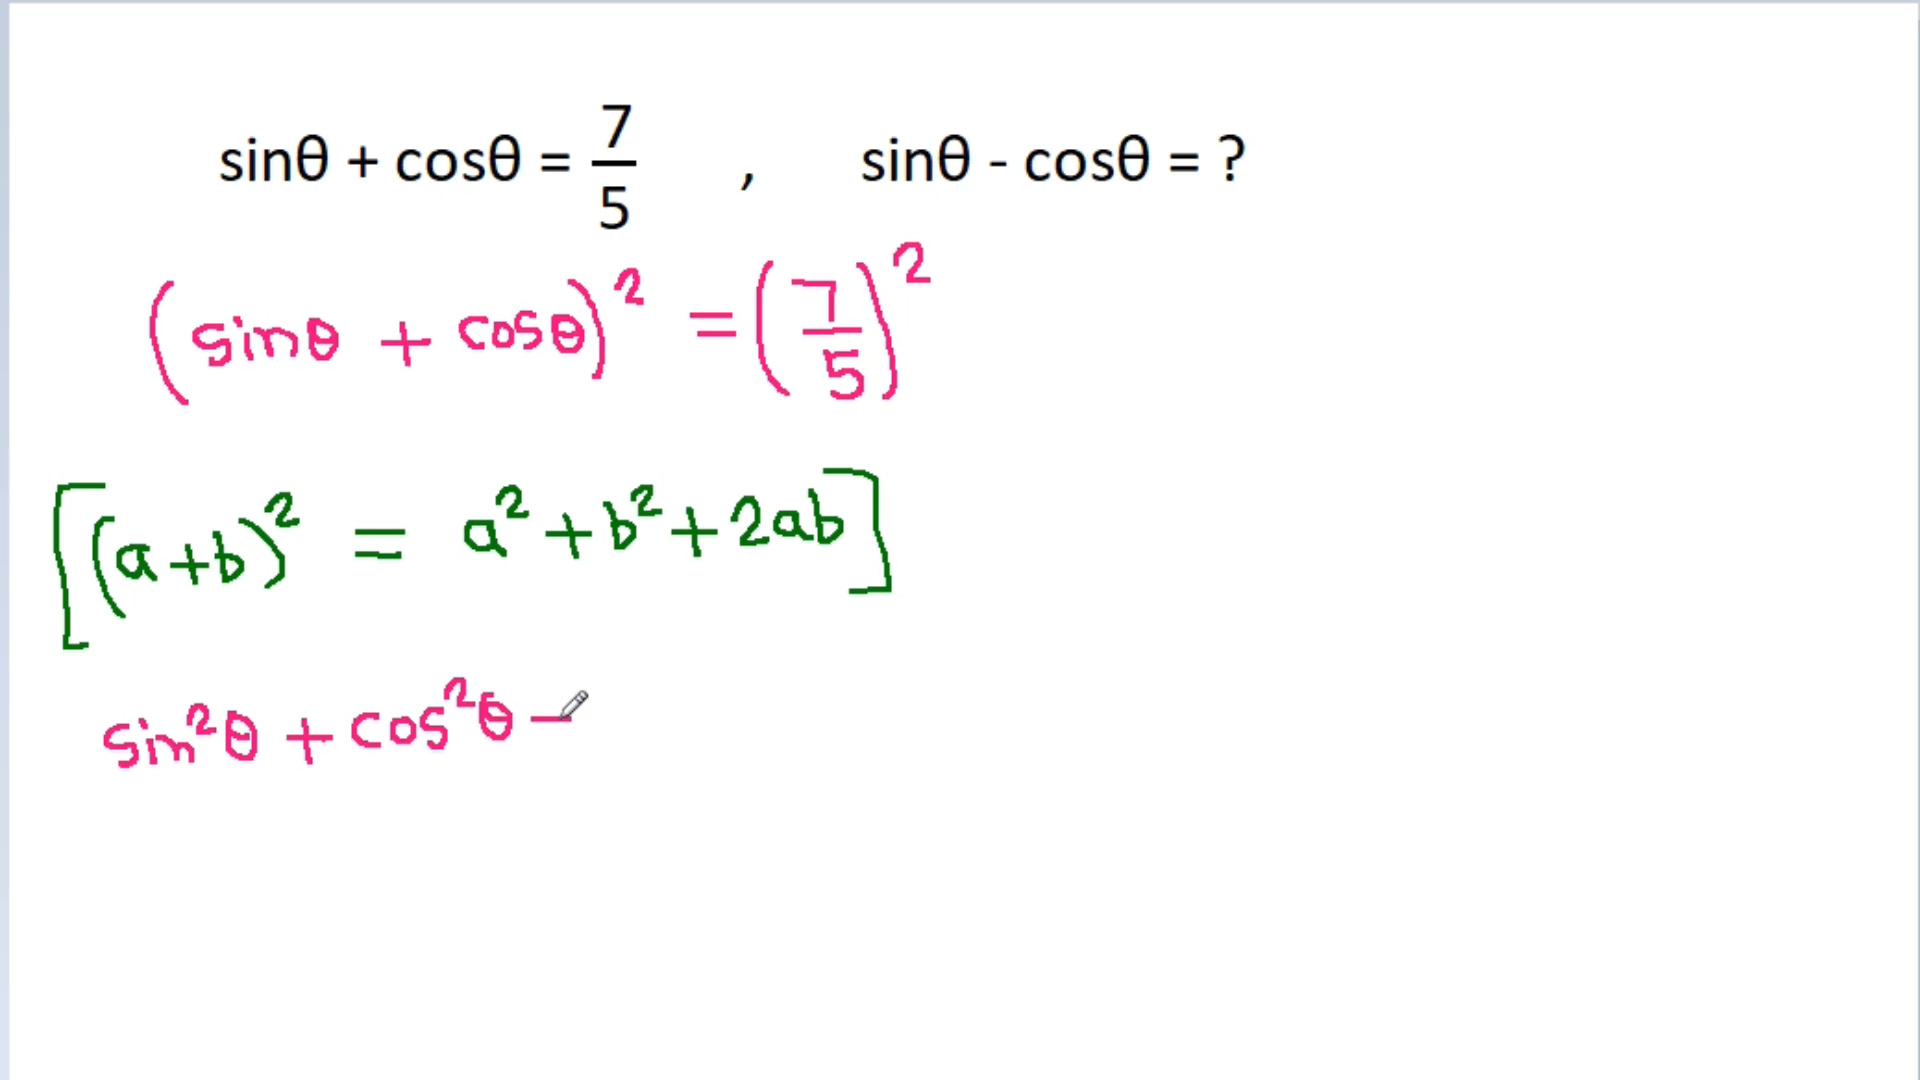 sinθ + cosθ = 7/5 , sinθ - cosθ = ?
(sinθ + cosθ)² = (7/5)²
[(a+b)² = a² + b² + 2ab]
sin²θ + cos²θ −